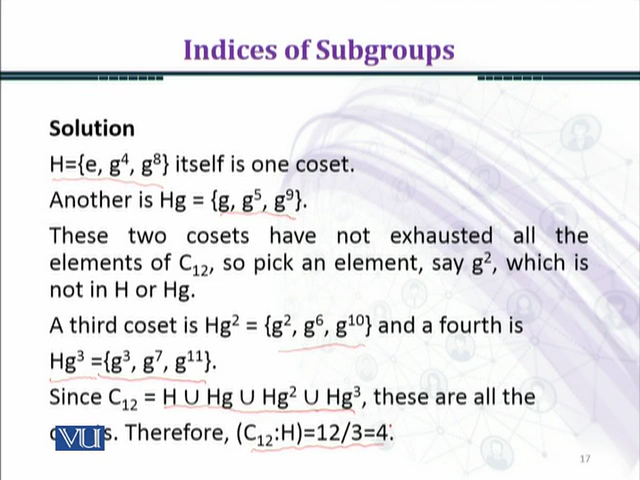 Indices of Subgroups
Solution
H={e, g⁴, g⁸} itself is one coset.
Another is Hg = {g, g⁵, g⁹}.
These two cosets have not exhausted all the
elements of C₁₂, so pick an element, say g², which is
not in H or Hg.
A third coset is Hg² = {g², g⁶, g¹⁰} and a fourth is
Hg³ ={g³, g⁷, g¹¹}.
Since C₁₂ = H ∪ Hg ∪ Hg² ∪ Hg³, these are all the
VU s. Therefore, (C₁₂:H)=12/3=4.
17